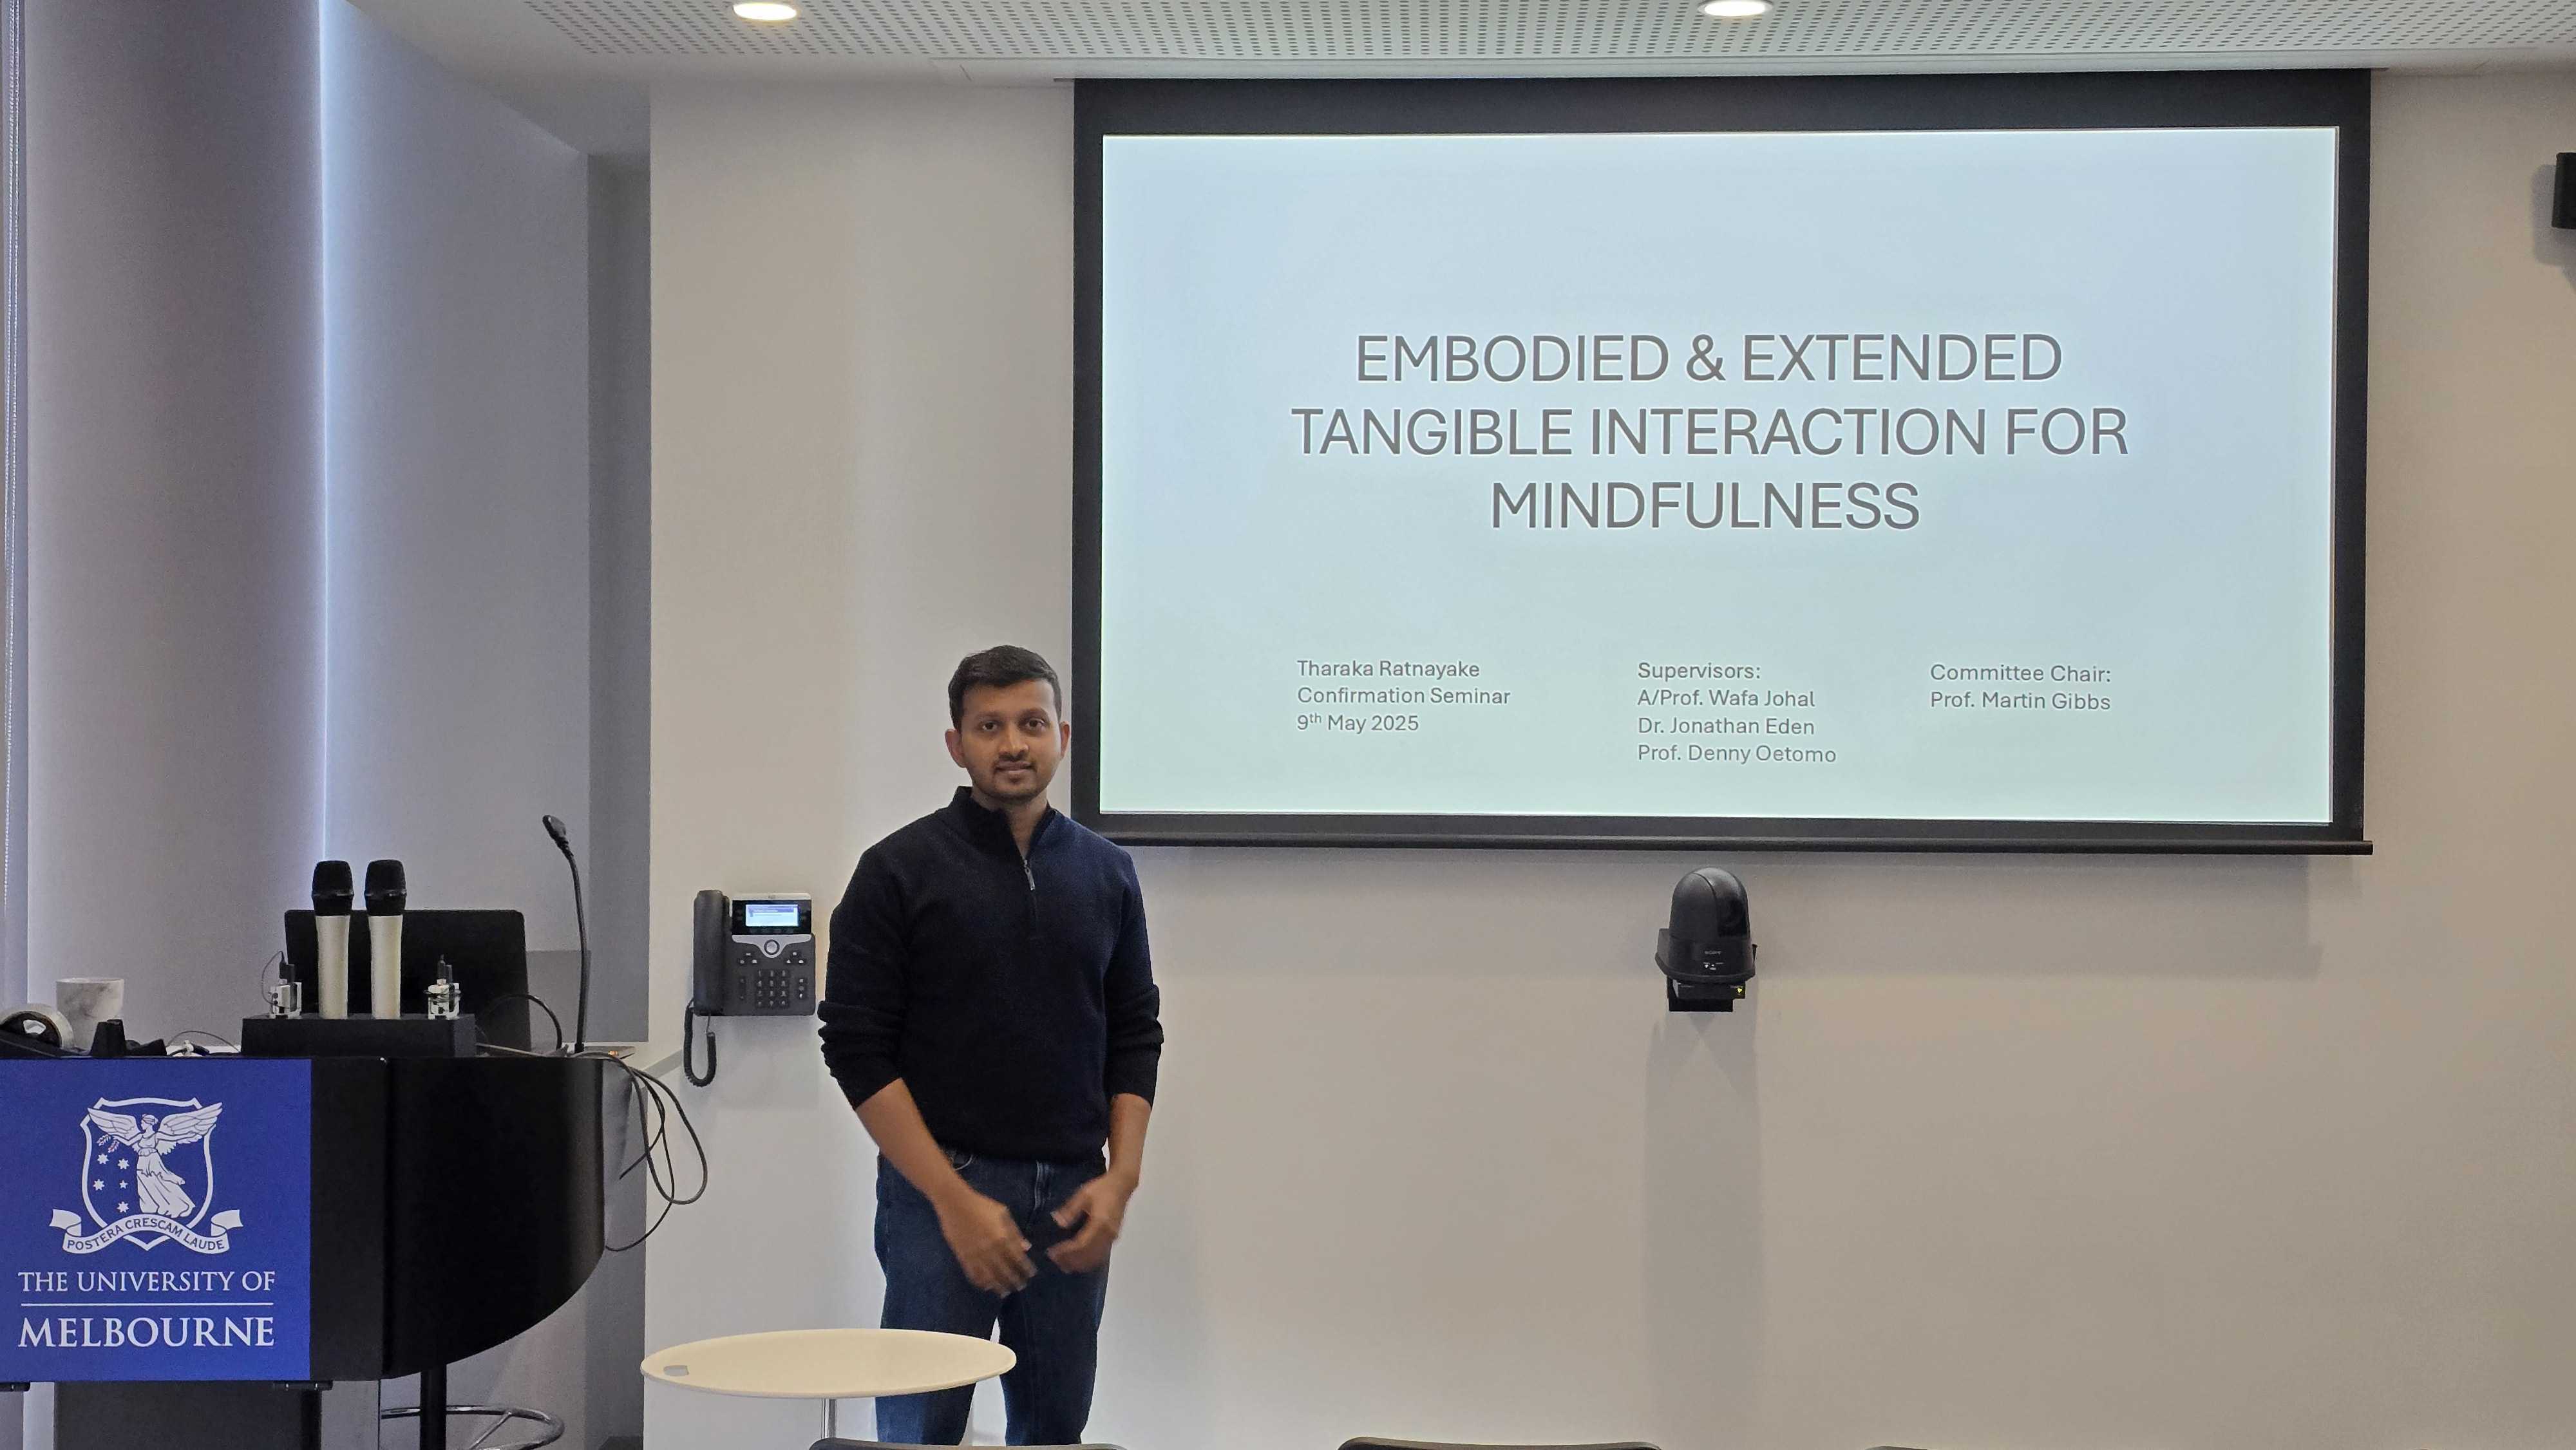 EMBODIED & EXTENDED
TANGIBLE INTERACTION FOR
MINDFULNESS
Tharaka Ratnayake
Confirmation Seminar
9th May 2025
Supervisors:
A/Prof. Wafa Johal
Dr. Jonathan Eden
Prof. Denny Oetomo
Committee Chair:
Prof. Martin Gibbs
SONY
POSTERA CRESCAM LAUDE
THE UNIVERSITY OF
MELBOURNE